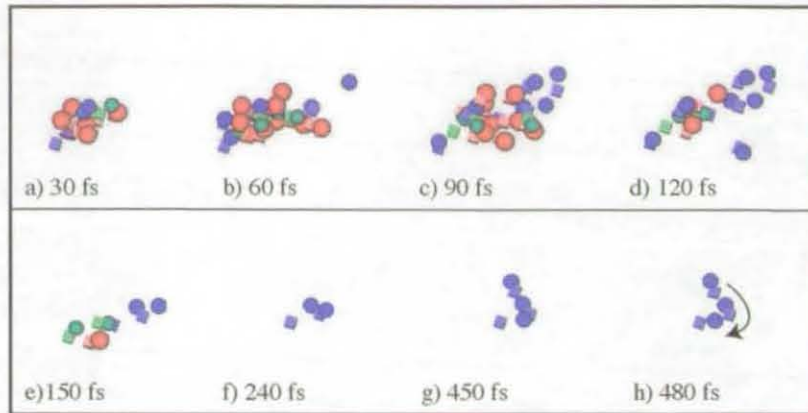 a) 30 fs
b) 60 fs
c) 90 fs
d) 120 fs
e)150 fs
f) 240 fs
g) 450 fs
h) 480 fs